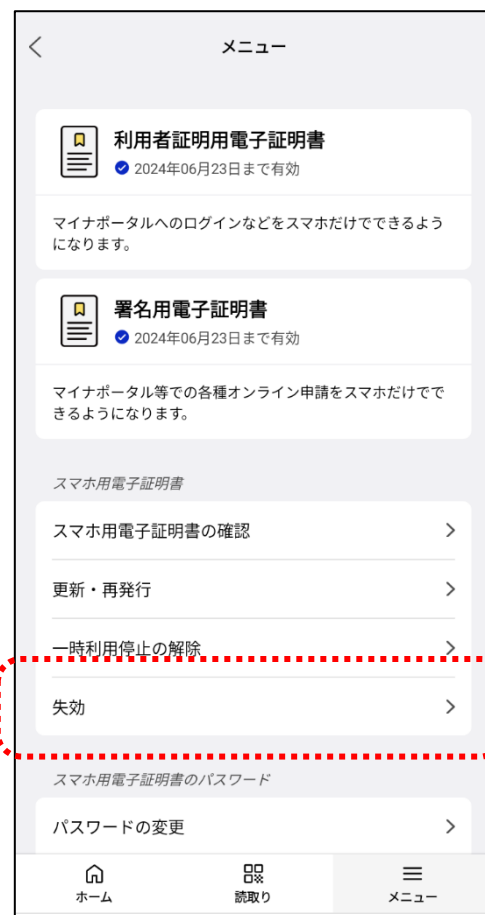 メニュー
利用者証明用電子証明書
2024年06月23日まで有効
マイナポータルへのログインなどをスマホだけでできるよう
になります。
署名用電子証明書
2024年06月23日まで有効
マイナポータル等での各種オンライン申請をスマホだけでで
きるようになります。
スマホ用電子証明書
スマホ用電子証明書の確認
更新・再発行
一時利用停止の解除
失効
スマホ用電子証明書のパスワード
パスワードの変更
ホーム
読取り
メニュー